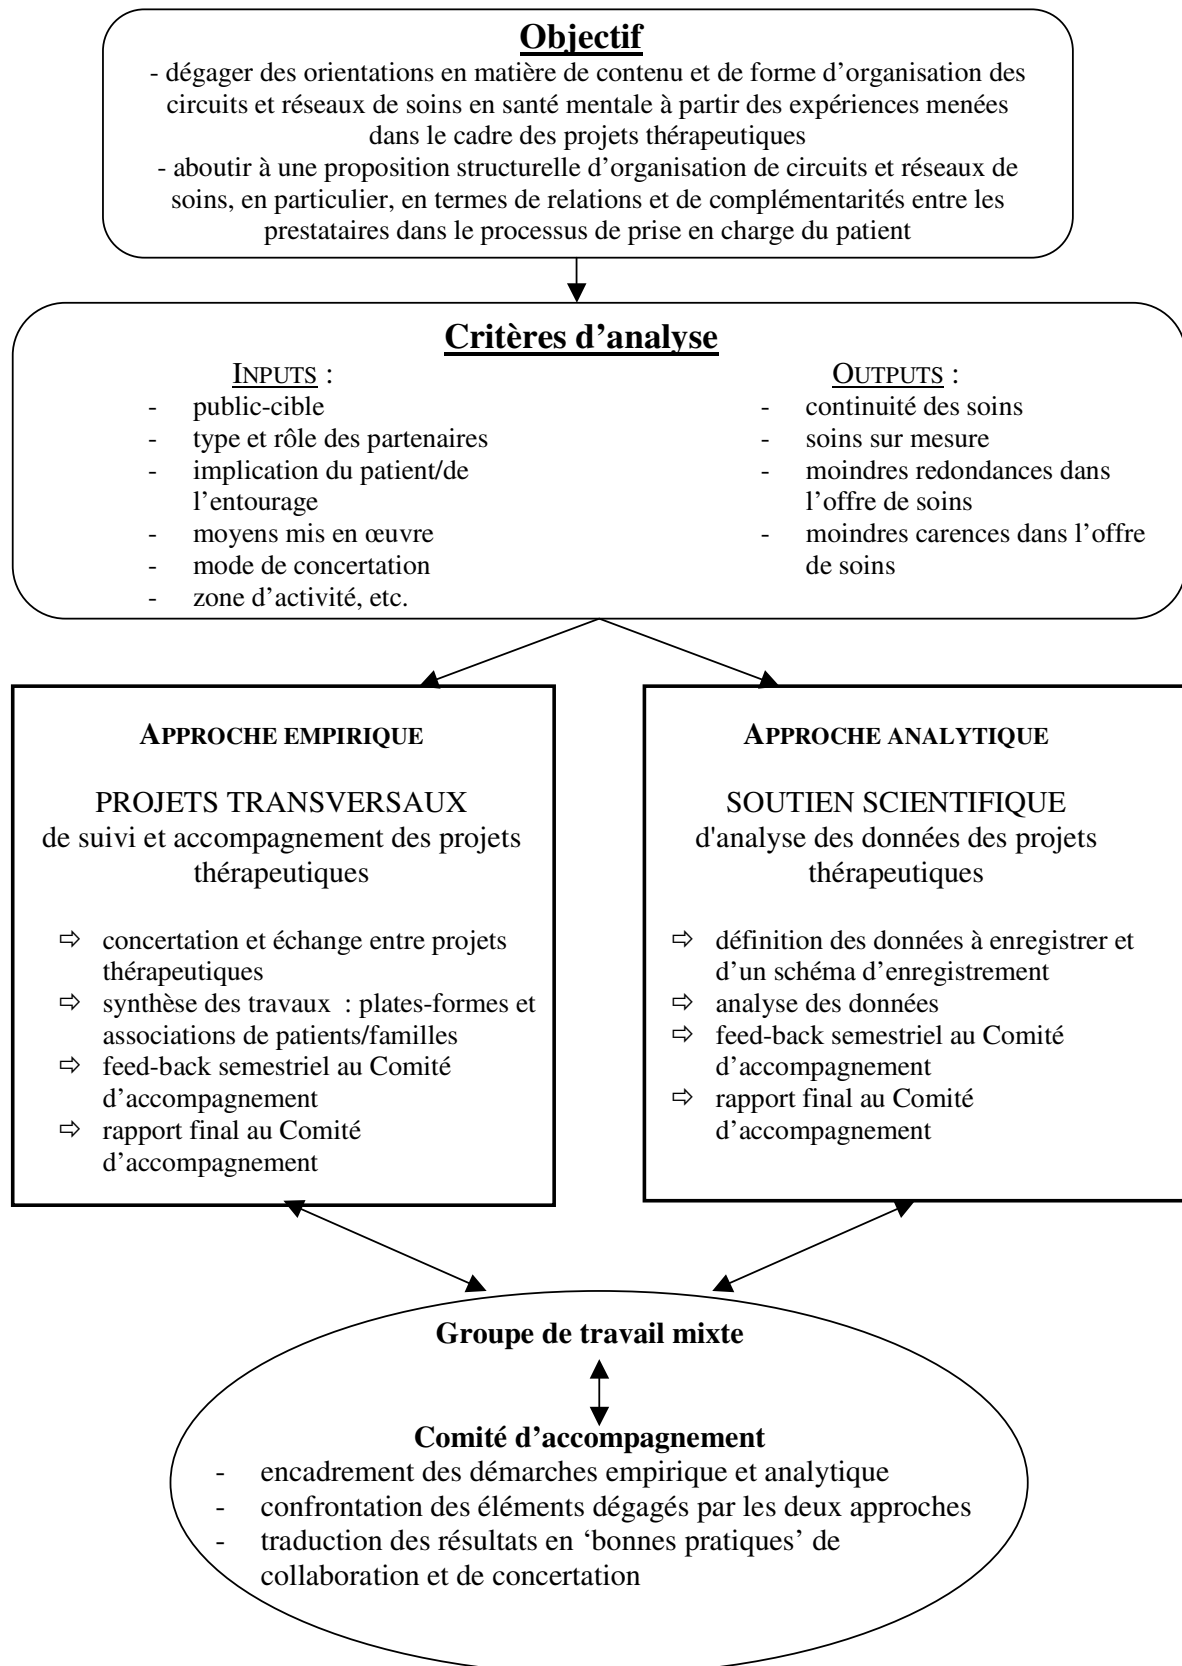 Objectif
- dégager des orientations en matière de contenu et de forme d’organisation des
circuits et réseaux de soins en santé mentale à partir des expériences menées
dans le cadre des projets thérapeutiques
- aboutir à une proposition structurelle d’organisation de circuits et réseaux de
soins, en particulier, en termes de relations et de complémentarités entre les
prestataires dans le processus de prise en charge du patient
Critères d’analyse
INPUTS :
- public-cible
- type et rôle des partenaires
- implication du patient/de
l’entourage
- moyens mis en œuvre
- mode de concertation
- zone d’activité, etc.
OUTPUTS :
- continuité des soins
- soins sur mesure
- moindres redondances dans
l’offre de soins
- moindres carences dans l’offre
de soins
APPROCHE EMPIRIQUE
PROJETS TRANSVERSAUX
de suivi et accompagnement des projets
thérapeutiques
⇨ concertation et échange entre projets
thérapeutiques
⇨ synthèse des travaux : plates-formes et
associations de patients/familles
⇨ feed-back semestriel au Comité
d’accompagnement
⇨ rapport final au Comité
d’accompagnement
APPROCHE ANALYTIQUE
SOUTIEN SCIENTIFIQUE
d'analyse des données des projets
thérapeutiques
⇨ définition des données à enregistrer et
d’un schéma d’enregistrement
⇨ analyse des données
⇨ feed-back semestriel au Comité
d’accompagnement
⇨ rapport final au Comité
d’accompagnement
Groupe de travail mixte
Comité d’accompagnement
- encadrement des démarches empirique et analytique
- confrontation des éléments dégagés par les deux approches
- traduction des résultats en ‘bonnes pratiques’ de
collaboration et de concertation